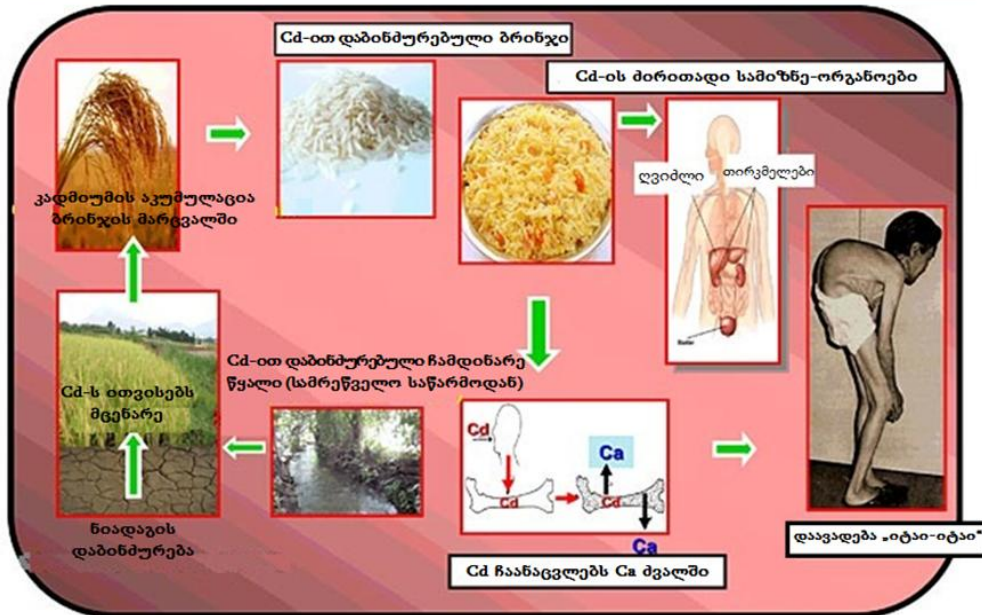 Cd-ით დაბინძურებული ბრინჯი
Cd-ის ძირითადი სამიზნე-ორგანოები
ღვიძლი
თირკმელები
კადმიუმის აკუმულაცია
ბრინჯის მარცვალში
Cd-ით დაბინძურებული ჩამდინარე
წყალი (სამრეწველო საწარმოდან)
Cd-ს ითვისებს
მცენარე
ნიადაგის
დაბინძურება
Cd
Cd
Ca
Cd
Ca
Cd ჩაანაცვლებს Ca ძვალში
დაავადება „იტაი-იტაი“